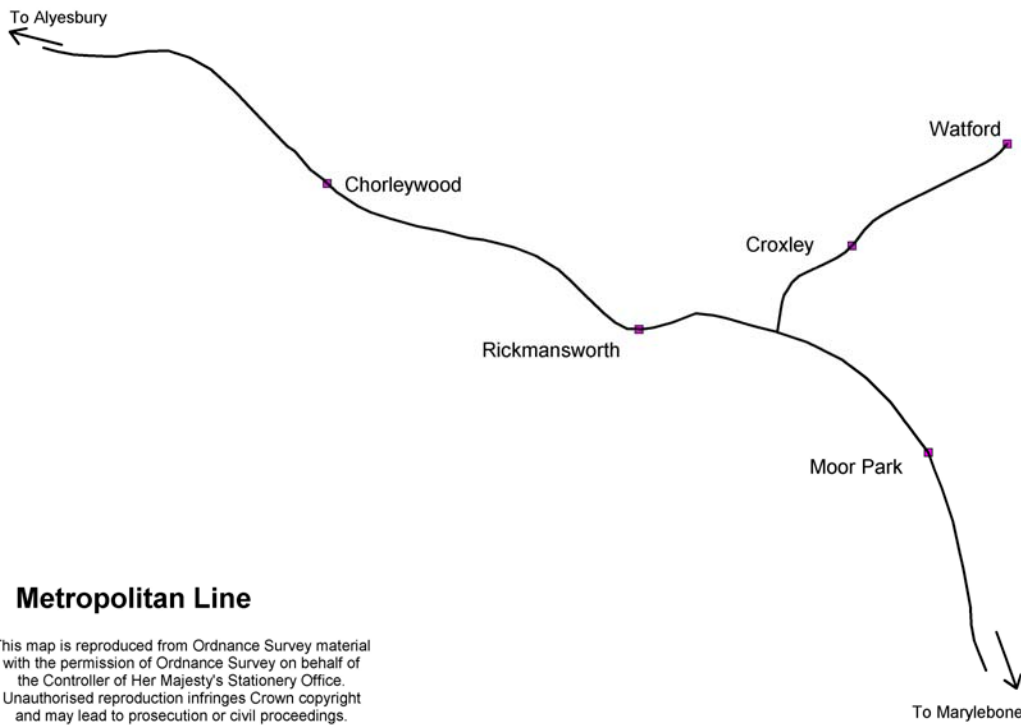 To Alyesbury
Watford
Chorleywood
Croxley
Rickmansworth
Moor Park
Metropolitan Line
This map is reproduced from Ordnance Survey material
with the permission of Ordnance Survey on behalf of
the Controller of Her Majesty's Stationery Office.
Unauthorised reproduction infringes Crown copyright
and may lead to prosecution or civil proceedings.
To Marylebone